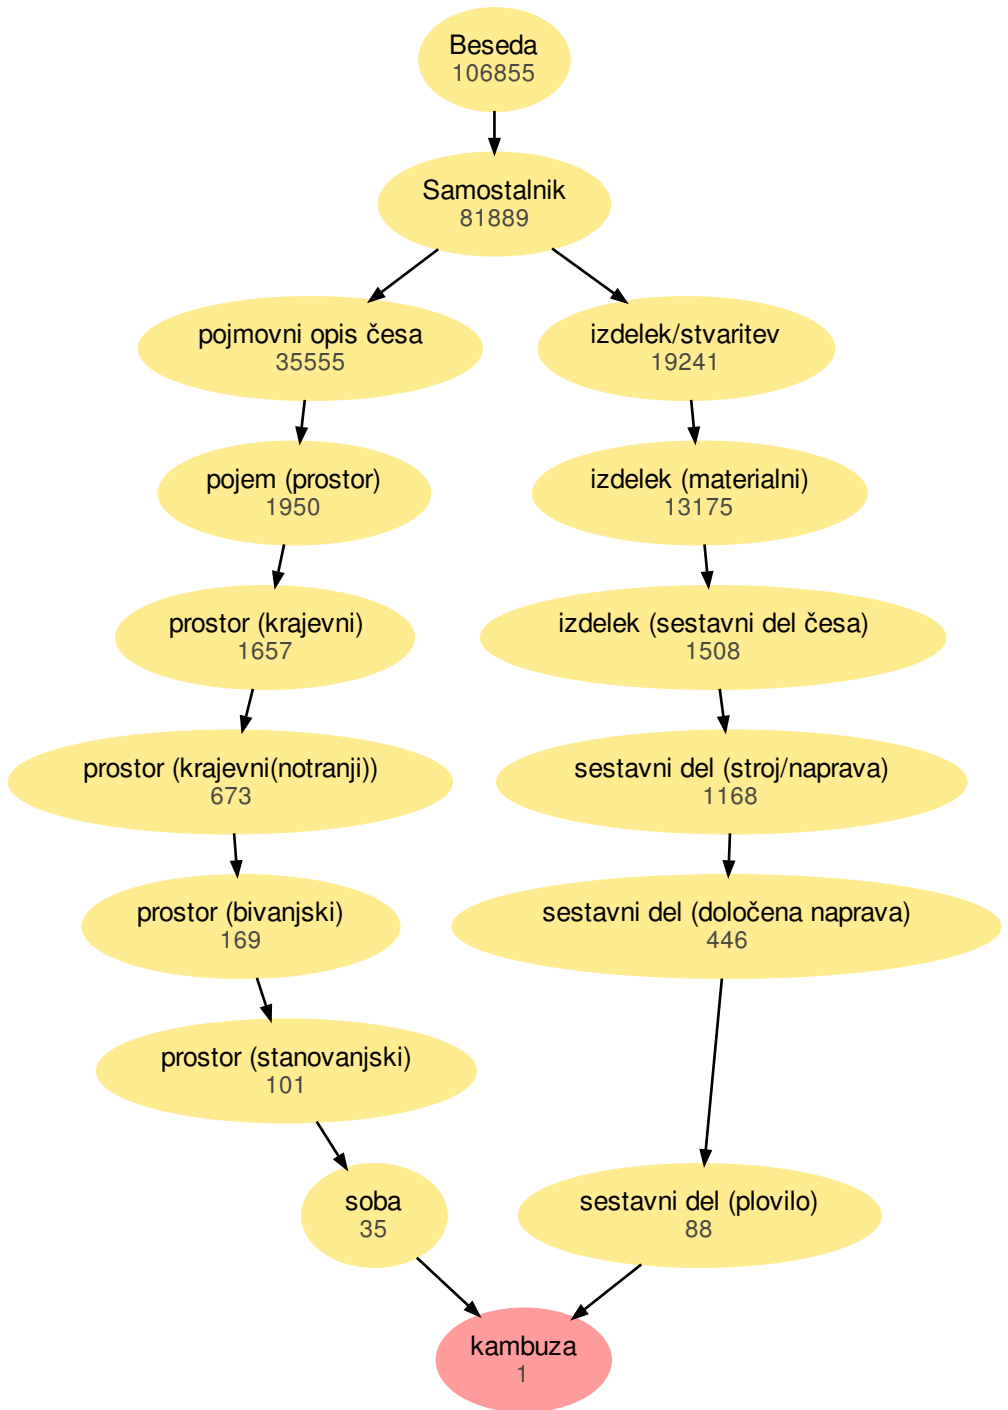 Beseda
106855
Samostalnik
81889
pojmovni opis česa
35555
izdelek/stvaritev
19241
pojem (prostor)
1950
izdelek (materialni)
13175
prostor (krajevni)
1657
izdelek (sestavni del česa)
1508
prostor (krajevni(notranji))
673
sestavni del (stroj/naprava)
1168
prostor (bivanjski)
169
sestavni del (določena naprava)
446
prostor (stanovanjski)
101
soba
35
sestavni del (plovilo)
88
kambuza
1